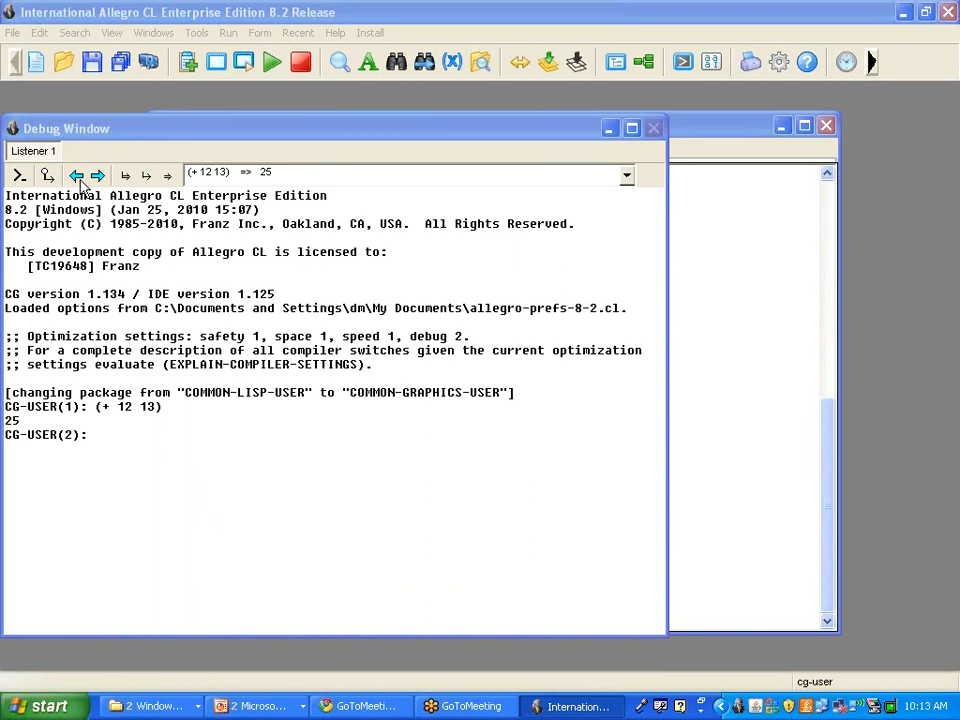 International Allegro CL Enterprise Edition 8.2 Release
File Edit Search View Windows Tools Run Form Recent Help Install
Debug Window
Listener 1
(+ 12 13) => 25
International Allegro CL Enterprise Edition
8.2 [Windows] (Jan 25, 2010 15:07)
Copyright (C) 1985-2010, Franz Inc., Oakland, CA, USA. All Rights Reserved.
This development copy of Allegro CL is licensed to:
[TC19648] Franz
CG version 1.134 / IDE version 1.125
Loaded options from C:\Documents and Settings\dm\My Documents\allegro-prefs-8-2.cl.
;; Optimization settings: safety 1, space 1, speed 1, debug 2.
;; For a complete description of all compiler switches given the current optimization
;; settings evaluate (EXPLAIN-COMPILER-SETTINGS).
[changing package from "COMMON-LISP-USER" to "COMMON-GRAPHICS-USER"]
CG-USER(1): (+ 12 13)
25
CG-USER(2):
cg-user
start 2 Window... 2 Microso... GoToMeeti... GoToMeeting Internation... 10:13 AM